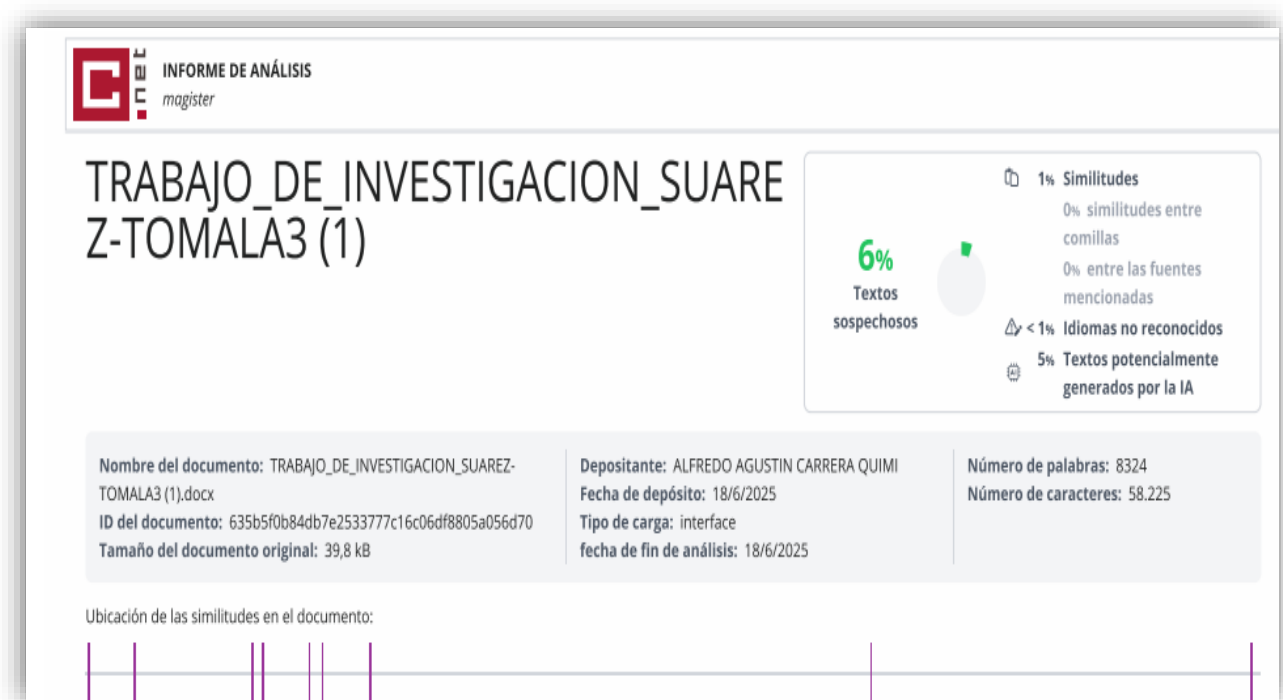 C.net
INFORME DE ANÁLISIS
magister
TRABAJO_DE_INVESTIGACION_SUARE
Z-TOMALA3 (1)
6%
Textos
sospechosos
1% Similitudes
0% similitudes entre
comillas
0% entre las fuentes
mencionadas
< 1% Idiomas no reconocidos
5% Textos potencialmente
generados por la IA
Nombre del documento: TRABAJO_DE_INVESTIGACION_SUAREZ-
TOMALA3 (1).docx
ID del documento: 635b5f0b84db7e2533777c16c06df8805a056d70
Tamaño del documento original: 39,8 kB
Depositante: ALFREDO AGUSTIN CARRERA QUIMI
Fecha de depósito: 18/6/2025
Tipo de carga: interface
fecha de fin de análisis: 18/6/2025
Número de palabras: 8324
Número de caracteres: 58.225
Ubicación de las similitudes en el documento: